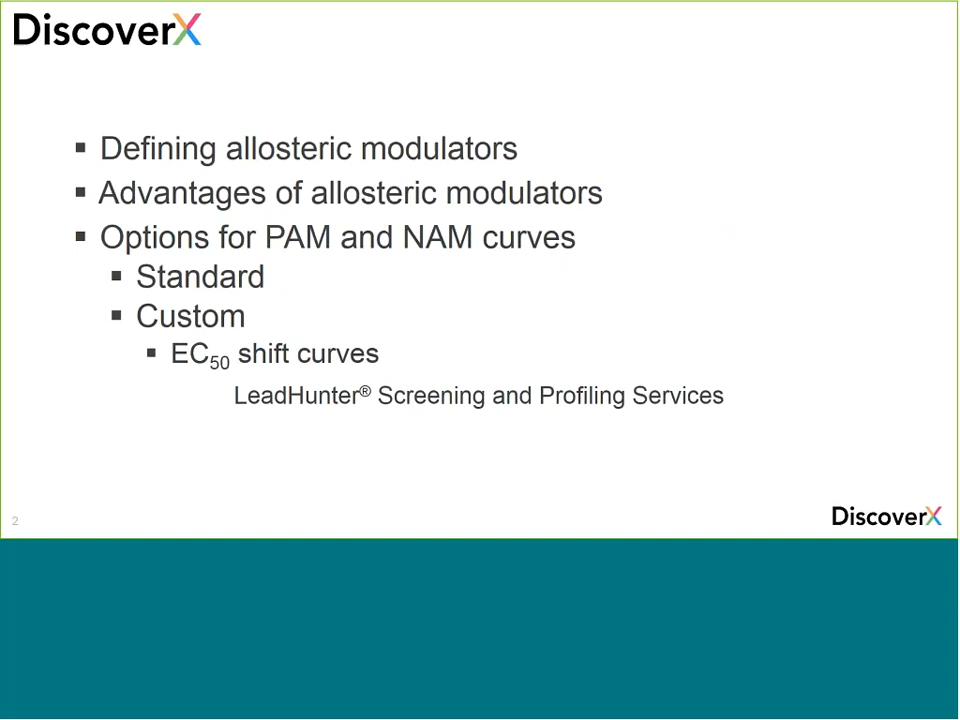 DiscoverX
▪ Defining allosteric modulators
▪ Advantages of allosteric modulators
▪ Options for PAM and NAM curves
▪ Standard
▪ Custom
▪ EC50 shift curves
LeadHunter® Screening and Profiling Services
2
DiscoverX